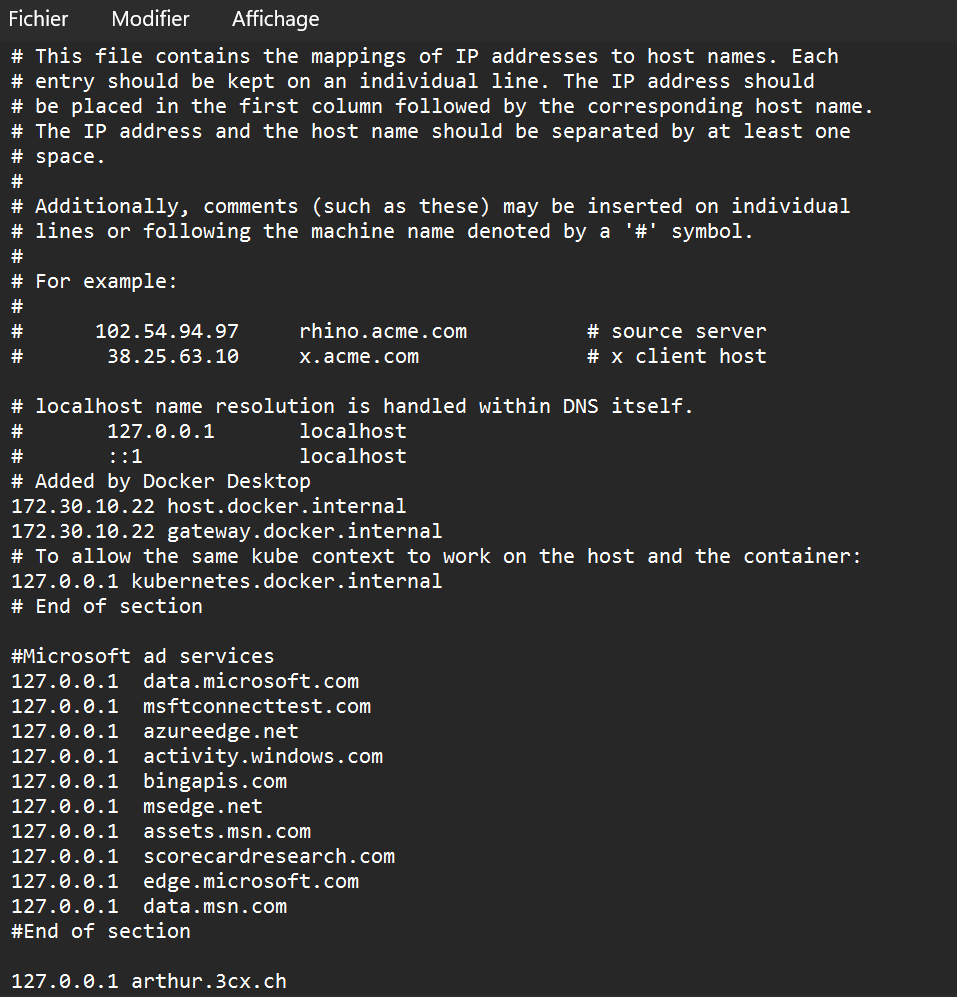 Fichier Modifier Affichage
# This file contains the mappings of IP addresses to host names. Each
# entry should be kept on an individual line. The IP address should
# be placed in the first column followed by the corresponding host name.
# The IP address and the host name should be separated by at least one
# space.
#
# Additionally, comments (such as these) may be inserted on individual
# lines or following the machine name denoted by a '#' symbol.
#
# For example:
#
#      102.54.94.97     rhino.acme.com          # source server
#       38.25.63.10     x.acme.com              # x client host

# localhost name resolution is handled within DNS itself.
#       127.0.0.1       localhost
#       ::1             localhost
# Added by Docker Desktop
172.30.10.22 host.docker.internal
172.30.10.22 gateway.docker.internal
# To allow the same kube context to work on the host and the container:
127.0.0.1 kubernetes.docker.internal
# End of section

#Microsoft ad services
127.0.0.1  data.microsoft.com
127.0.0.1  msftconnecttest.com
127.0.0.1  azureedge.net
127.0.0.1  activity.windows.com
127.0.0.1  bingapis.com
127.0.0.1  msedge.net
127.0.0.1  assets.msn.com
127.0.0.1  scorecardresearch.com
127.0.0.1  edge.microsoft.com
127.0.0.1  data.msn.com
#End of section

127.0.0.1 arthur.3cx.ch